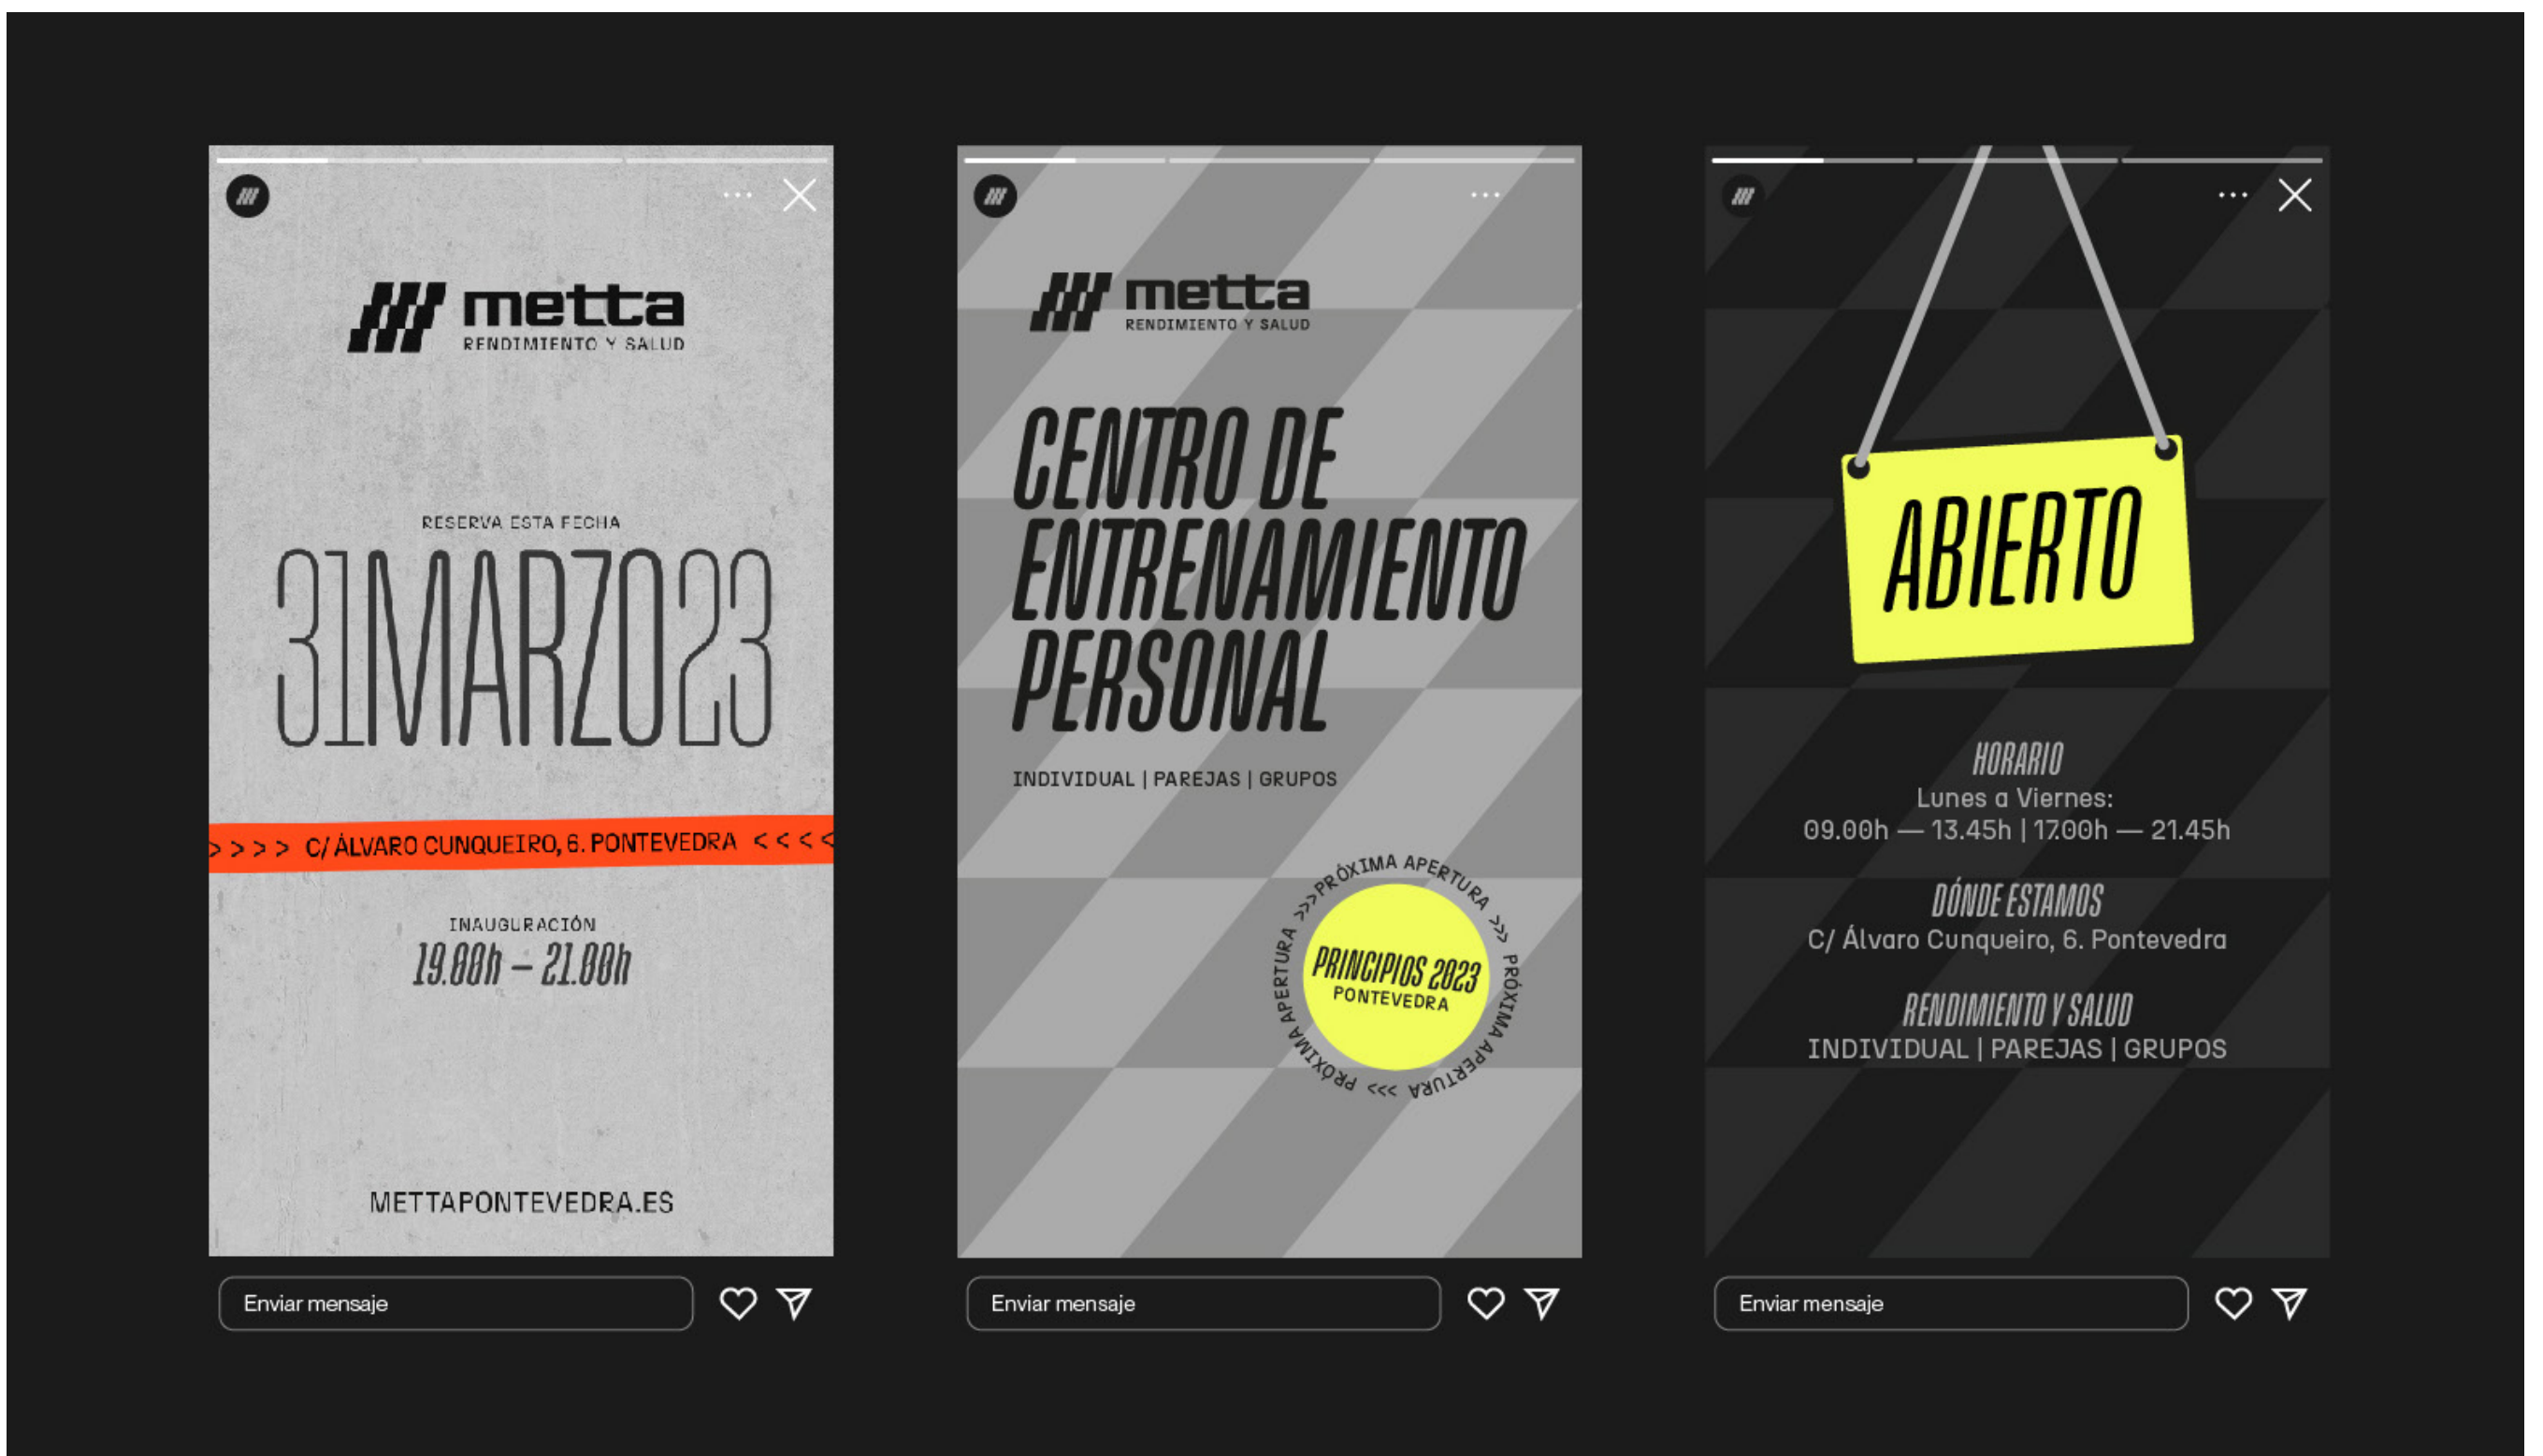 metta
RENDIMIENTO Y SALUD
RESERVA ESTA FECHA
31MARZO23
> > > > C/ ÁLVARO CUNQUEIRO, 6. PONTEVEDRA < < < <
INAUGURACIÓN
19.00h — 21.00h
METTAPONTEVEDRA.ES
Enviar mensaje
metta
RENDIMIENTO Y SALUD
CENTRO DE
ENTRENAMIENTO
PERSONAL
INDIVIDUAL | PAREJAS | GRUPOS
PRÓXIMA APERTURA >>> PRÓXIMA APERTURA >>> PRÓXIMA APERTURA >>>
PRINCIPIOS 2023
PONTEVEDRA
Enviar mensaje
ABIERTO
HORARIO
Lunes a Viernes:
09.00h — 13.45h | 17.00h — 21.45h
DÓNDE ESTAMOS
C/ Álvaro Cunqueiro, 6. Pontevedra
RENDIMIENTO Y SALUD
INDIVIDUAL | PAREJAS | GRUPOS
Enviar mensaje